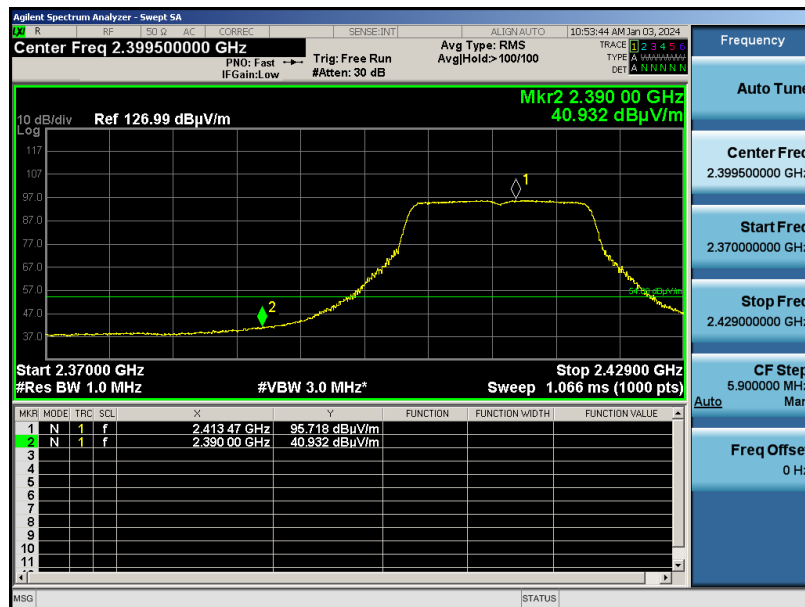 Agilent Spectrum Analyzer - Swept SA
LXI R RF 50 Ω AC CORREC SENSE:INT ALIGN AUTO 10:53:44 AM Jan 03, 2024
Center Freq 2.399500000 GHz
PNO: Fast
IFGain:Low
Trig: Free Run
#Atten: 30 dB
Avg Type: RMS
Avg|Hold:>100/100
TRACE 1 2 3 4 5 6
TYPE A WWWWW
DET A N N N N N
Mkr2 2.390 00 GHz
40.932 dBµV/m
10 dB/div Ref 126.99 dBµV/m
Log
117
107
97.0
87.0
77.0
67.0
57.0
47.0
37.0
1
2
Start 2.37000 GHz Stop 2.42900 GHz
#Res BW 1.0 MHz #VBW 3.0 MHz* Sweep 1.066 ms (1000 pts)
MKR MODE TRC SCL X Y FUNCTION FUNCTION WIDTH FUNCTION VALUE
1 N 1 f 2.413 47 GHz 95.718 dBµV/m
2 N 1 f 2.390 00 GHz 40.932 dBµV/m
3
4
5
6
7
8
9
10
11
MSG STATUS
Frequency
Auto Tune
Center Freq
2.399500000 GHz
Start Freq
2.370000000 GHz
Stop Freq
2.429000000 GHz
CF Step
5.900000 MHz
Auto Man
Freq Offset
0 Hz